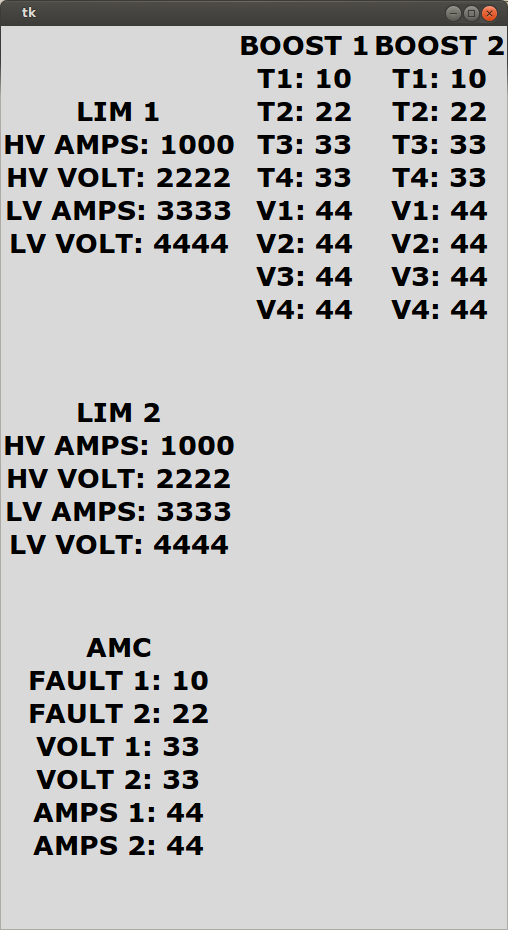 tk
LIM 1
HV AMPS: 1000
HV VOLT: 2222
LV AMPS: 3333
LV VOLT: 4444
BOOST 1
T1: 10
T2: 22
T3: 33
T4: 33
V1: 44
V2: 44
V3: 44
V4: 44
BOOST 2
T1: 10
T2: 22
T3: 33
T4: 33
V1: 44
V2: 44
V3: 44
V4: 44
LIM 2
HV AMPS: 1000
HV VOLT: 2222
LV AMPS: 3333
LV VOLT: 4444
AMC
FAULT 1: 10
FAULT 2: 22
VOLT 1: 33
VOLT 2: 33
AMPS 1: 44
AMPS 2: 44